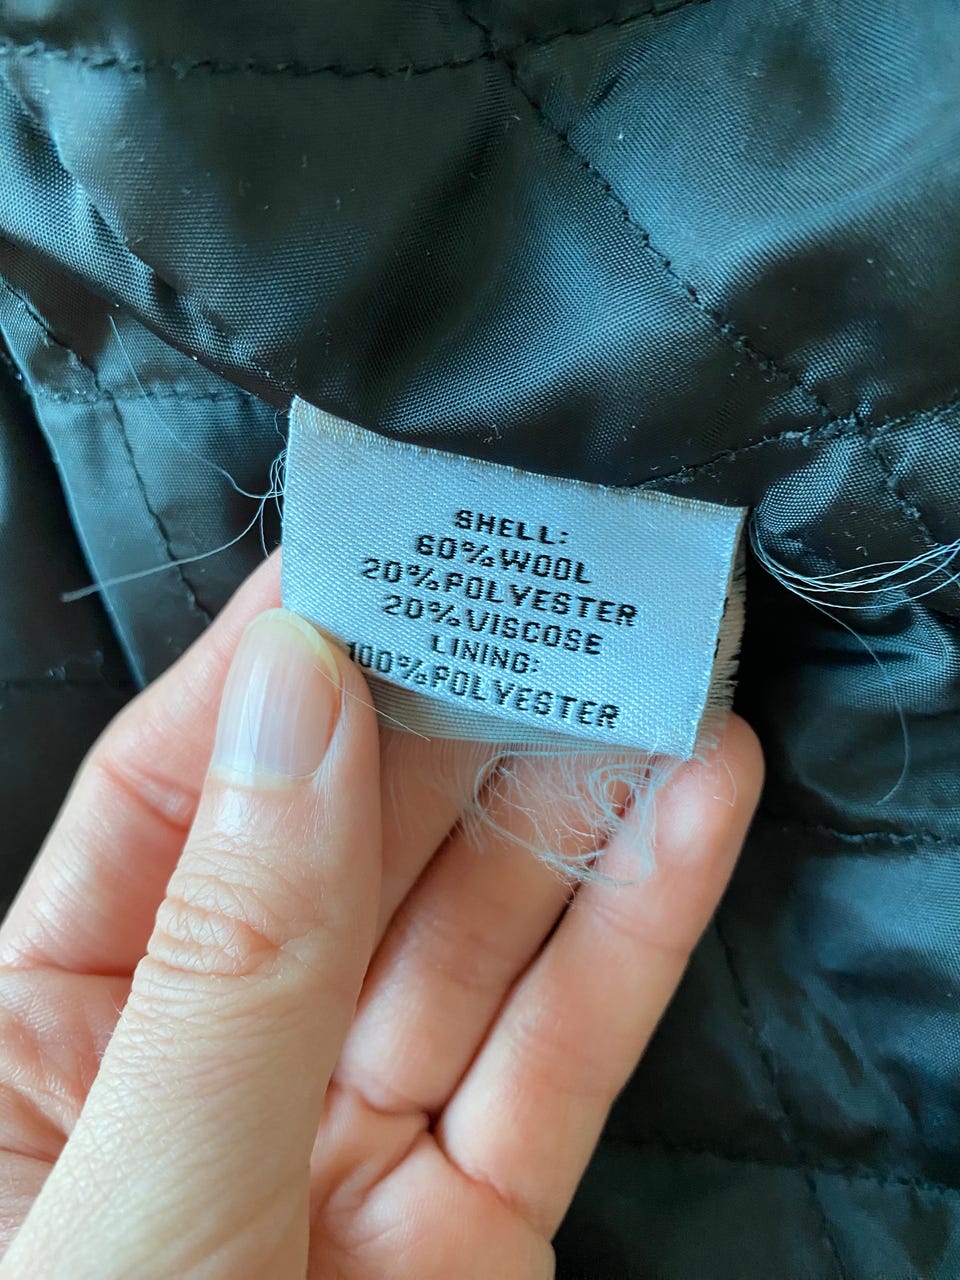 SHELL:
60%WOOL
20%POLYESTER
20%VISCOSE
LINING:
100%POLYESTER